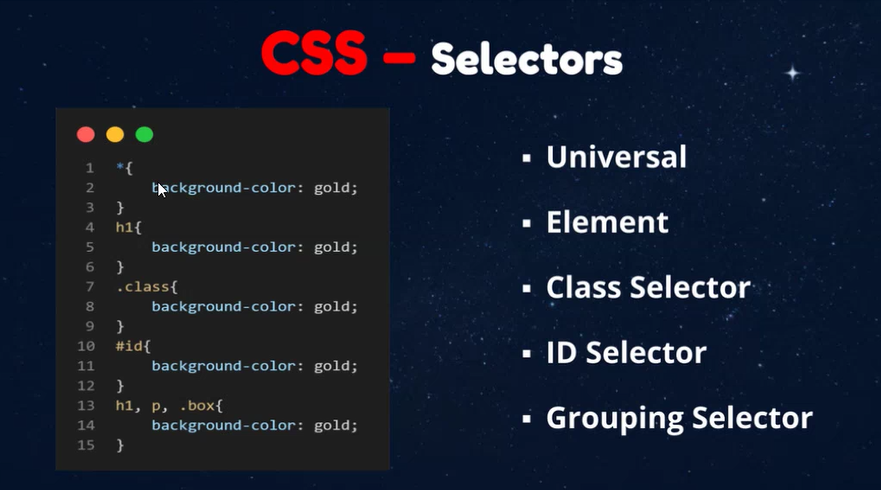 CSS – Selectors
1 *{
2     background-color: gold;
3 }
4 h1{
5     background-color: gold;
6 }
7 .class{
8     background-color: gold;
9 }
10 #id{
11     background-color: gold;
12 }
13 h1, p, .box{
14     background-color: gold;
15 }
▪ Universal
▪ Element
▪ Class Selector
▪ ID Selector
▪ Grouping Selector